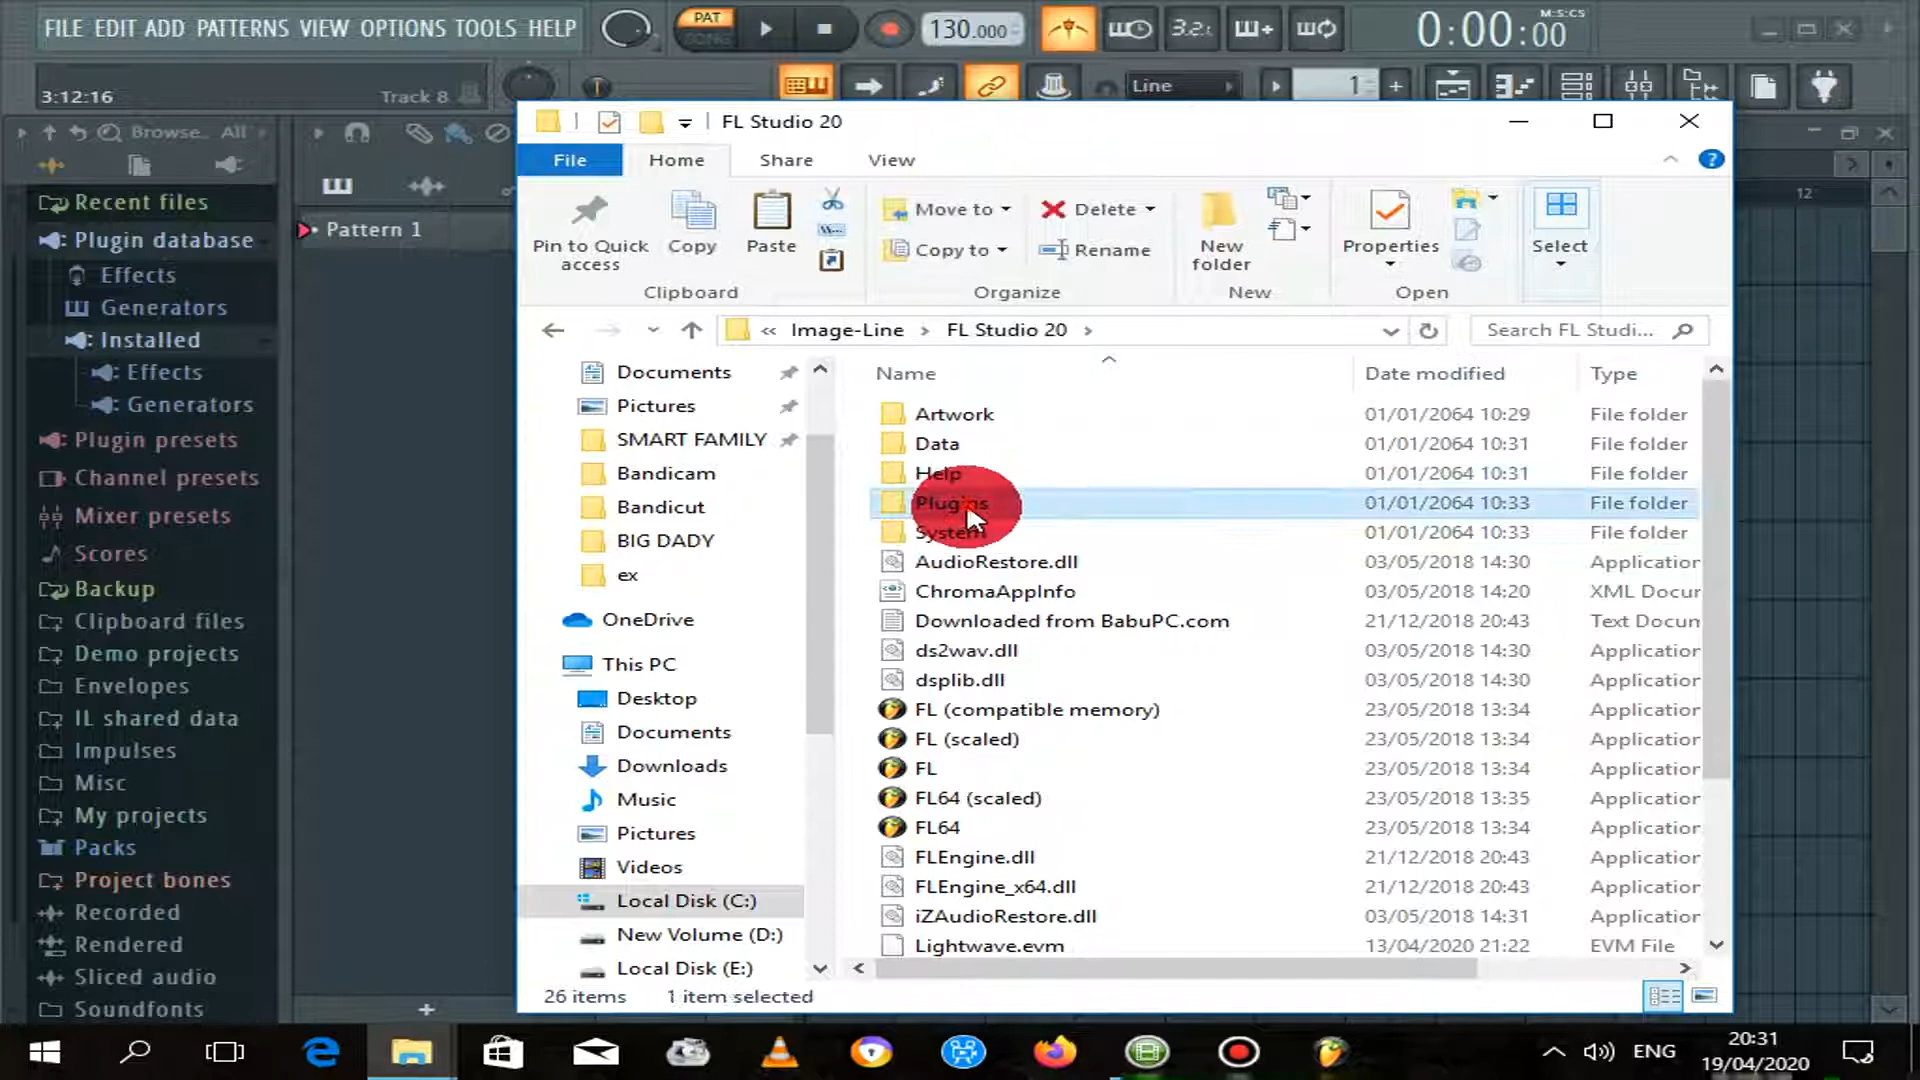 FILE EDIT ADD PATTERNS VIEW OPTIONS TOOLS HELP
PAT
SONG
130.000
3.2.
0:00:00
M:S:CS
3:12:16
Track 8
Line
1
Browse..
All
Recent files
Plugin database
Effects
Generators
Installed
Effects
Generators
Plugin presets
Channel presets
Mixer presets
Scores
Backup
Clipboard files
Demo projects
Envelopes
IL shared data
Impulses
Misc
My projects
Packs
Project bones
Recorded
Rendered
Sliced audio
Soundfonts
Pattern 1
12
FL Studio 20
File
Home
Share
View
Pin to Quick access
Copy
Paste
Clipboard
Move to
Copy to
Delete
Rename
Organize
New folder
New
Properties
Open
Select
Image-Line
FL Studio 20
Search FL Studi...
Documents
Pictures
SMART FAMILY
Bandicam
Bandicut
BIG DADY
ex
OneDrive
This PC
Desktop
Documents
Downloads
Music
Pictures
Videos
Local Disk (C:)
New Volume (D:)
Local Disk (E:)
Name Date modified Type
Artwork 01/01/2064 10:29 File folder
Data 01/01/2064 10:31 File folder
Help 01/01/2064 10:31 File folder
Plugins 01/01/2064 10:33 File folder
System 01/01/2064 10:33 File folder
AudioRestore.dll 03/05/2018 14:30 Application
ChromaAppInfo 03/05/2018 14:20 XML Docum
Downloaded from BabuPC.com 21/12/2018 20:43 Text Docum
ds2wav.dll 03/05/2018 14:30 Application
dsplib.dll 03/05/2018 14:30 Application
FL (compatible memory) 23/05/2018 13:34 Application
FL (scaled) 23/05/2018 13:34 Application
FL 23/05/2018 13:34 Application
FL64 (scaled) 23/05/2018 13:35 Application
FL64 23/05/2018 13:34 Application
FLEngine.dll 21/12/2018 20:43 Application
FLEngine_x64.dll 21/12/2018 20:43 Application
iZAudioRestore.dll 03/05/2018 14:31 Application
Lightwave.evm 13/04/2020 21:22 EVM File
26 items
1 item selected
ENG
20:31
19/04/2020